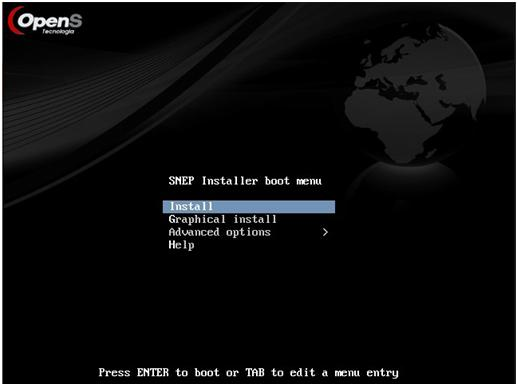 OpenS
Tecnologia
SNEP Installer boot menu
Install
Graphical install
Advanced options >
Help
Press ENTER to boot or TAB to edit a menu entry